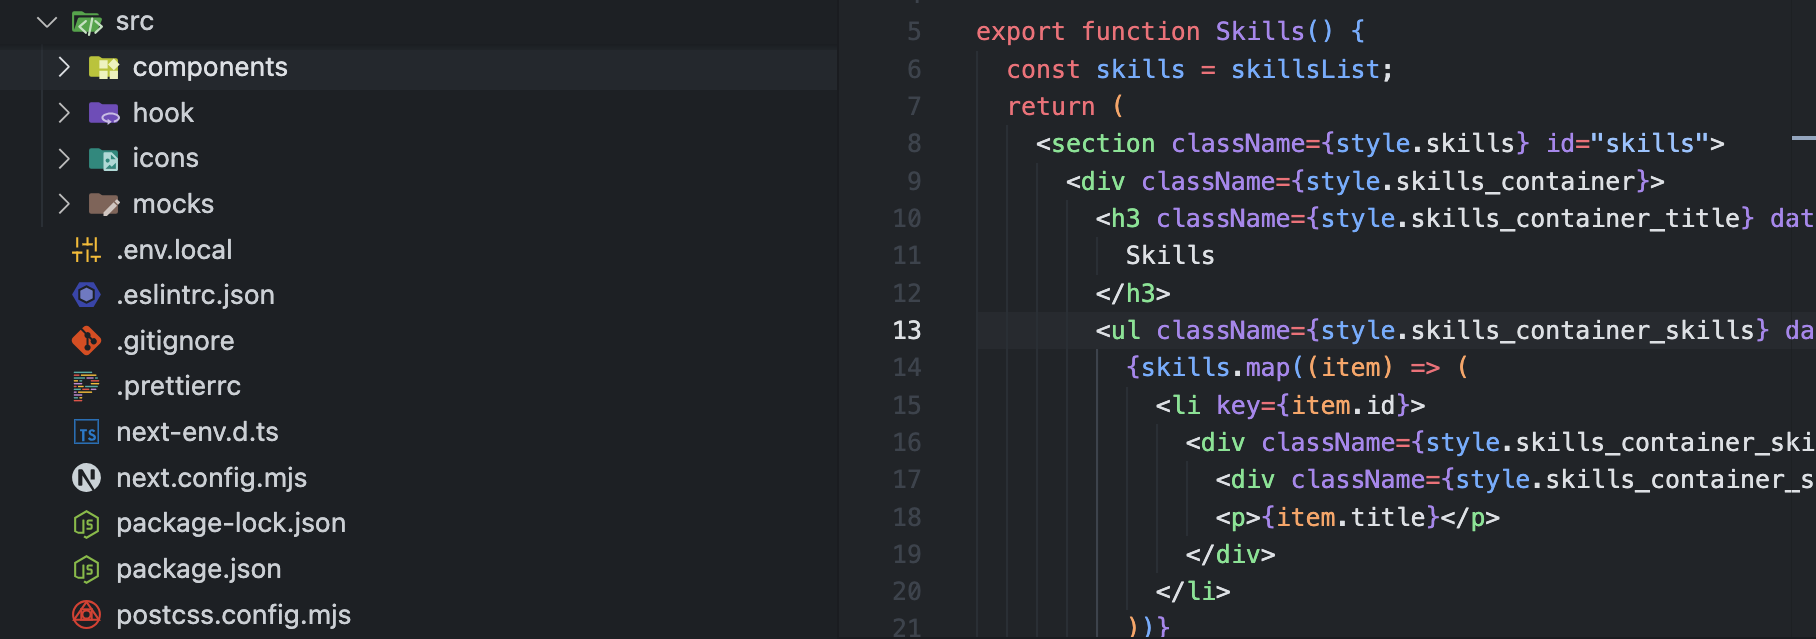 src
components
hook
icons
mocks
.env.local
.eslintrc.json
.gitignore
.prettierrc
next-env.d.ts
next.config.mjs
package-lock.json
package.json
postcss.config.mjs
5 export function Skills() {
6 const skills = skillsList;
7 return (
8 <section className={style.skills} id="skills">
9 <div className={style.skills_container}>
10 <h3 className={style.skills_container_title} dat
11 Skills
12 </h3>
13 <ul className={style.skills_container_skills} da
14 {skills.map((item) => (
15 <li key={item.id}>
16 <div className={style.skills_container_ski
17 <div className={style.skills_container_s
18 <p>{item.title}</p>
19 </div>
20 </li>
21 ))}